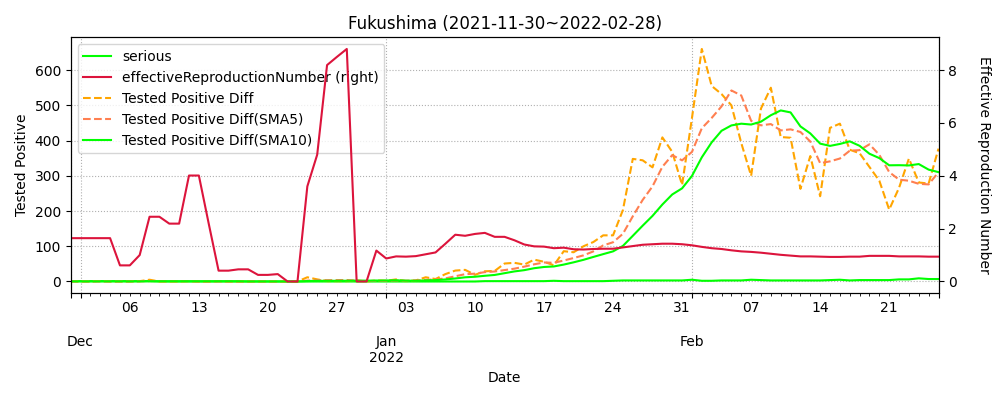 Fukushima (2021-11-30~2022-02-28)
serious
effectiveReproductionNumber (right)
Tested Positive Diff
Tested Positive Diff(SMA5)
Tested Positive Diff(SMA10)
Tested Positive
600
500
400
300
200
100
0
8
6
4
2
0
Effective Reproduction Number
06 13 20 27 03 10 17 24 31 07 14 21
Dec Jan Feb
2022
Date